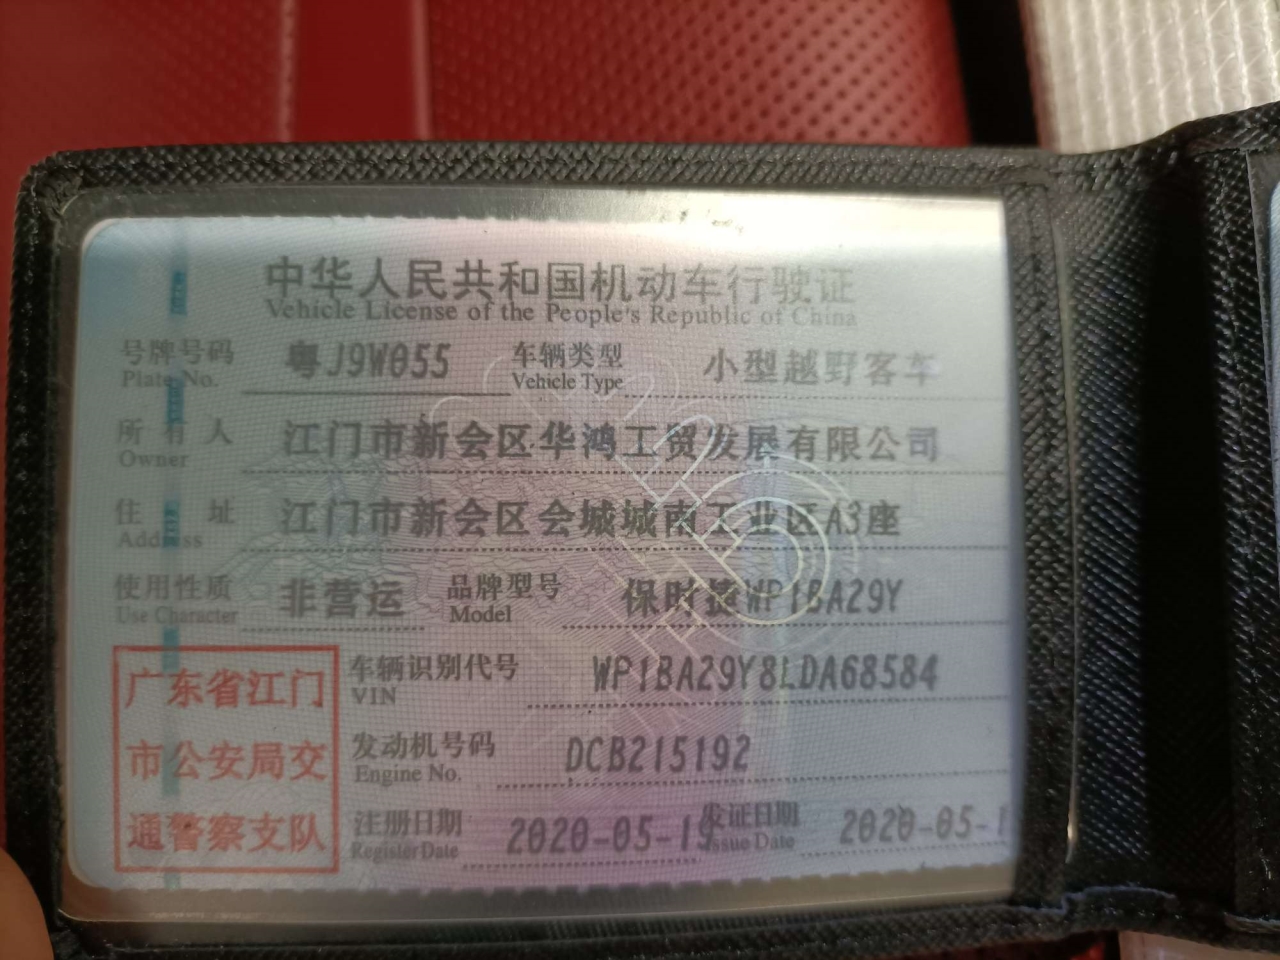 中华人民共和国机动车行驶证
Vehicle License of the People's Republic of China
号牌号码 粤J9W055 车辆类型 小型越野客车
Plate No. Vehicle Type
所有人 江门市新会区华鸿工贸发展有限公司
Owner
住址 江门市新会区会城城南工业区A3座
Address
使用性质 非营运 品牌型号 保时捷WP1BA29Y
Use Character Model
广东省江门
市公安局交
通警察支队
车辆识别代号 WP1BA29Y8LDA68584
VIN
发动机号码 DCB215192
Engine No.
注册日期 2020-05-19 发证日期 2020-05-1
Register Date Issue Date